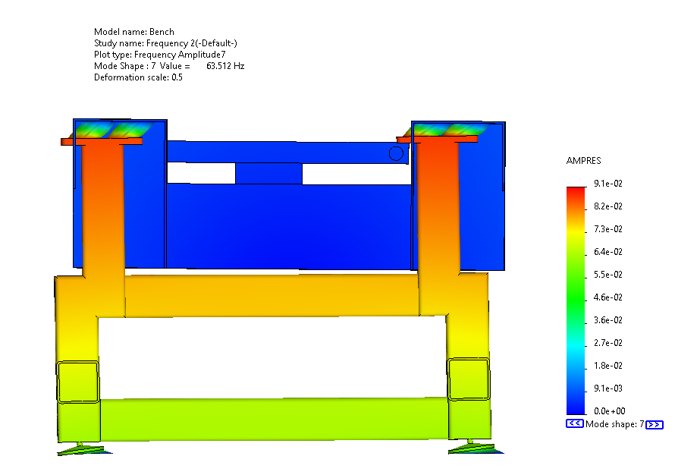 Model name: Bench
Study name: Frequency 2(-Default-)
Plot type: Frequency Amplitude7
Mode Shape : 7 Value = 63.512 Hz
Deformation scale: 0.5
AMPRES
9.1e-02
8.2e-02
7.3e-02
6.4e-02
5.5e-02
4.6e-02
3.6e-02
2.7e-02
1.8e-02
9.1e-03
0.0e+00
<< Mode shape: 7 >>